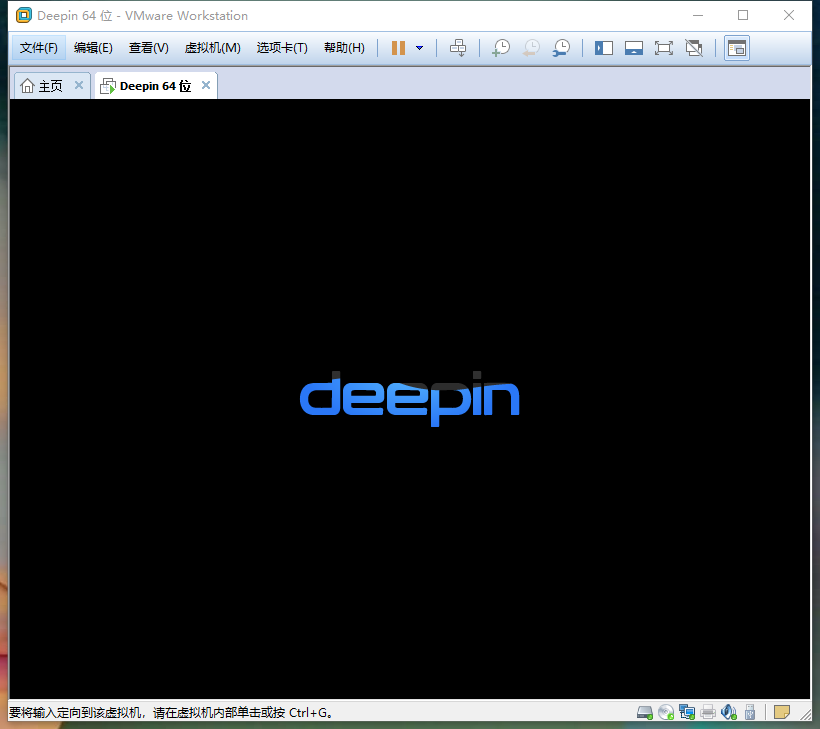 Deepin 64 位 - VMware Workstation
文件(F) 编辑(E) 查看(V) 虚拟机(M) 选项卡(T) 帮助(H)
主页 Deepin 64 位
deepin
要将输入定向到该虚拟机，请在虚拟机内部单击或按 Ctrl+G。